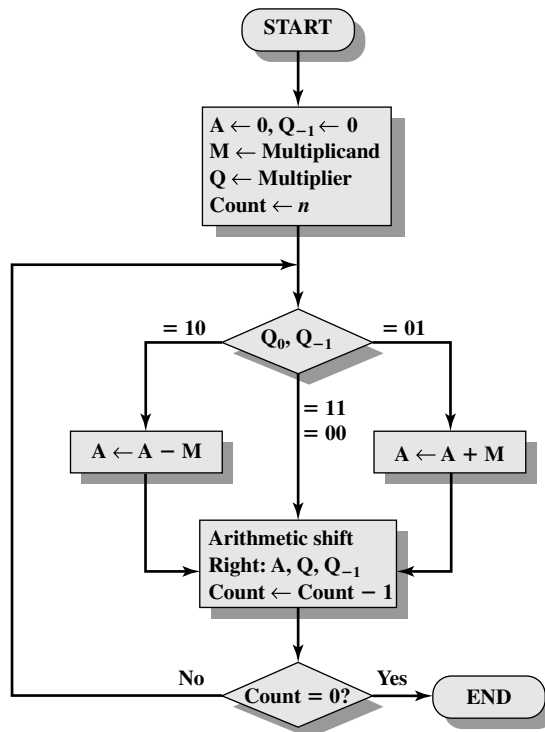 START
A ← 0, Q₋₁ ← 0
M ← Multiplicand
Q ← Multiplier
Count ← n
= 10
Q₀, Q₋₁
= 01
= 11
= 00
A ← A − M
A ← A + M
Arithmetic shift
Right: A, Q, Q₋₁
Count ← Count − 1
No
Count = 0?
Yes
END